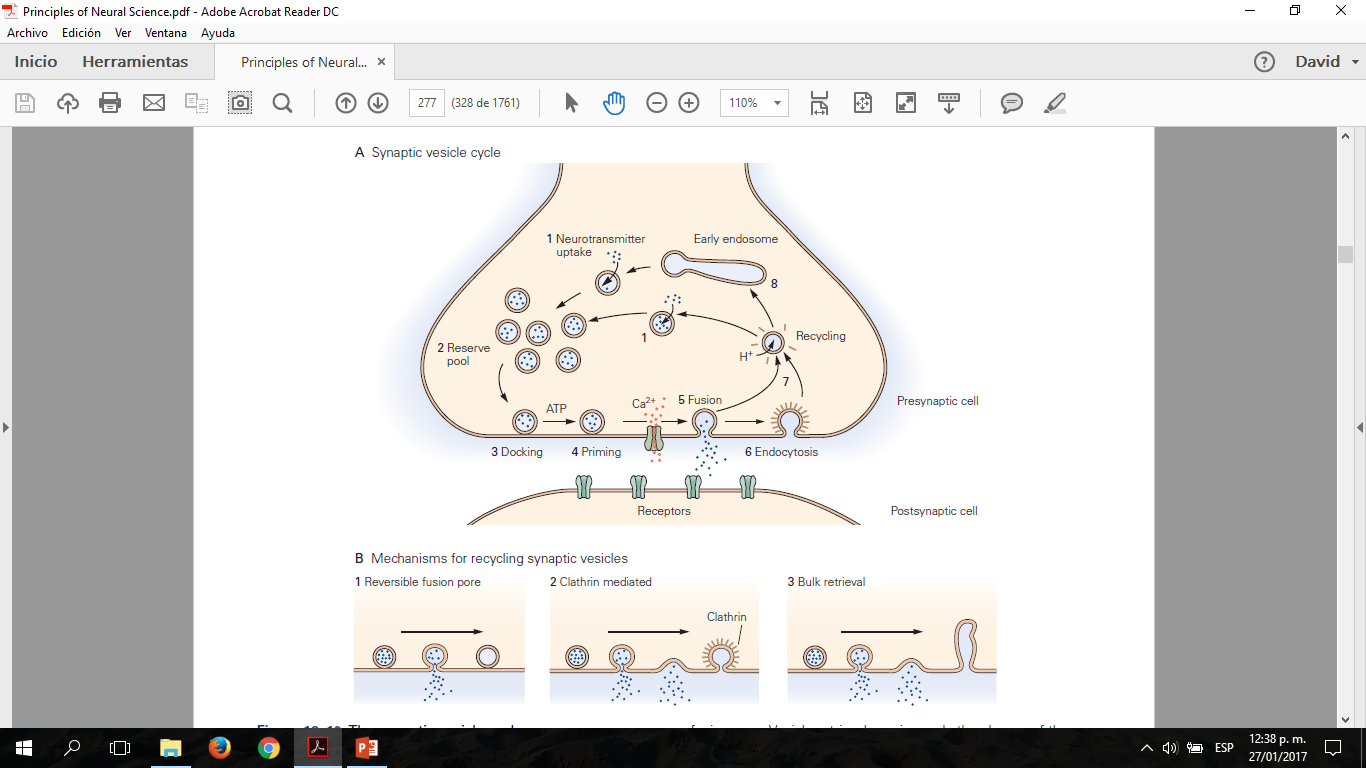 Principles of Neural Science.pdf - Adobe Acrobat Reader DC
Archivo Edición Ver Ventana Ayuda
Inicio Herramientas Principles of Neural... × David
277 (328 de 1761) 110%
A Synaptic vesicle cycle
1 Neurotransmitter
uptake
Early endosome
8
2 Reserve
pool
1
Recycling
H+
7
ATP
Ca2+
5 Fusion
Presynaptic cell
3 Docking
4 Priming
6 Endocytosis
Receptors
Postsynaptic cell
B Mechanisms for recycling synaptic vesicles
1 Reversible fusion pore
2 Clathrin mediated
3 Bulk retrieval
Clathrin
ESP
12:38 p. m.
27/01/2017